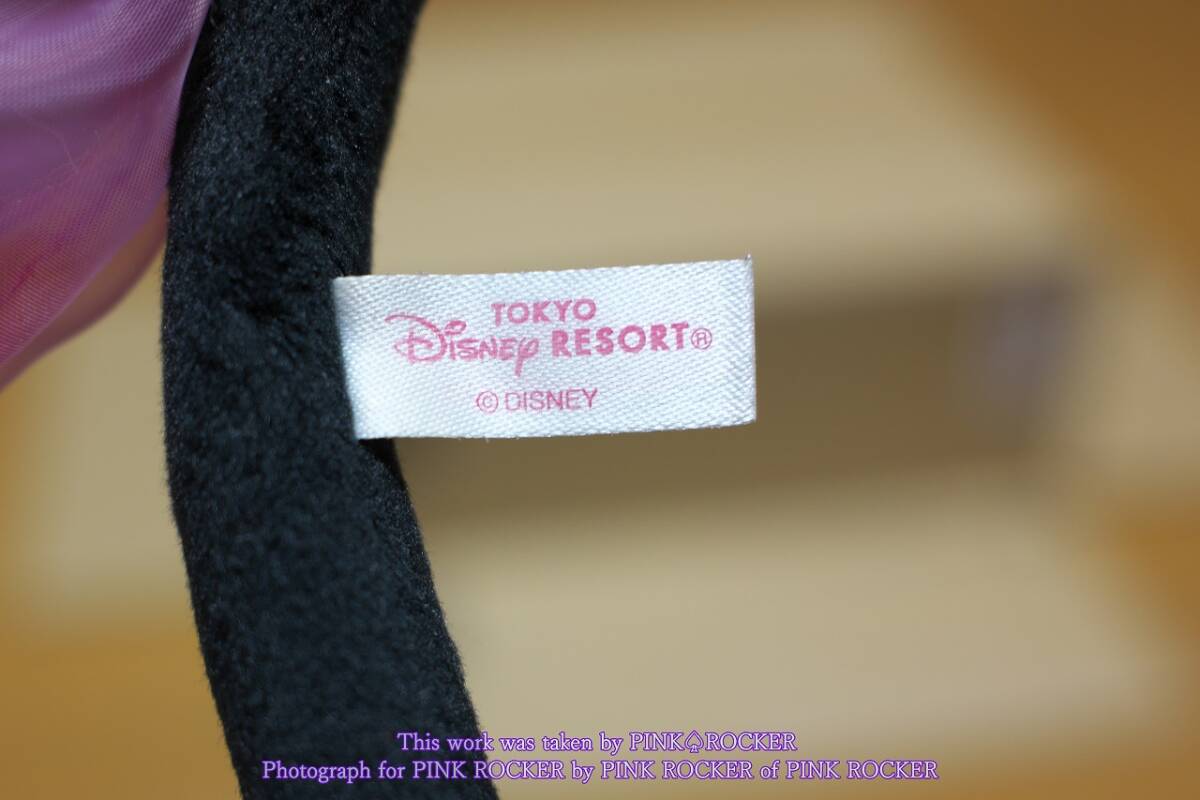 TOKYO
Disney RESORT®
© DISNEY
This work was taken by PINK♤ROCKER
Photograph for PINK ROCKER by PINK ROCKER of PINK ROCKER